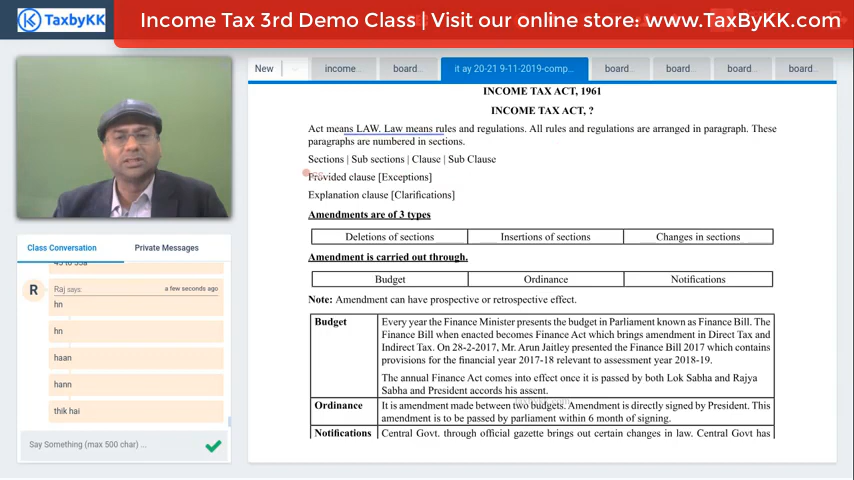 Income Tax 3rd Demo Class | Visit our online store: www.TaxByKK.com
TaxbyKK
New
income...
board...
it ay 20-21 9-11-2019-comp...
board...
board...
board...
board...
INCOME TAX ACT, 1961
INCOME TAX ACT, ?
Act means LAW. Law means rules and regulations. All rules and regulations are arranged in paragraph. These
paragraphs are numbered in sections.
Sections | Sub sections | Clause | Sub Clause
Provided clause [Exceptions]
Explanation clause [Clarifications]
Amendments are of 3 types
Deletions of sections
Insertions of sections
Changes in sections
Amendment is carried out through.
Budget
Ordinance
Notifications
Note: Amendment can have prospective or retrospective effect.
Budget
Every year the Finance Minister presents the budget in Parliament known as Finance Bill. The
Finance Bill when enacted becomes Finance Act which brings amendment in Direct Tax and
Indirect Tax. On 28-2-2017, Mr. Arun Jaitley presented the Finance Bill 2017 which contains
provisions for the financial year 2017-18 relevant to assessment year 2018-19.
The annual Finance Act comes into effect once it is passed by both Lok Sabha and Rajya
Sabha and President accords his assent.
Ordinance
It is amendment made between two budgets. Amendment is directly signed by President. This
amendment is to be passed by parliament within 6 month of signing.
Notifications
Central Govt. through official gazette brings out certain changes in law. Central Govt has
Class Conversation
Private Messages
R
Raj says:
a few seconds ago
hn
hn
haan
hann
thik hai
Say Something (max 500 char) ...